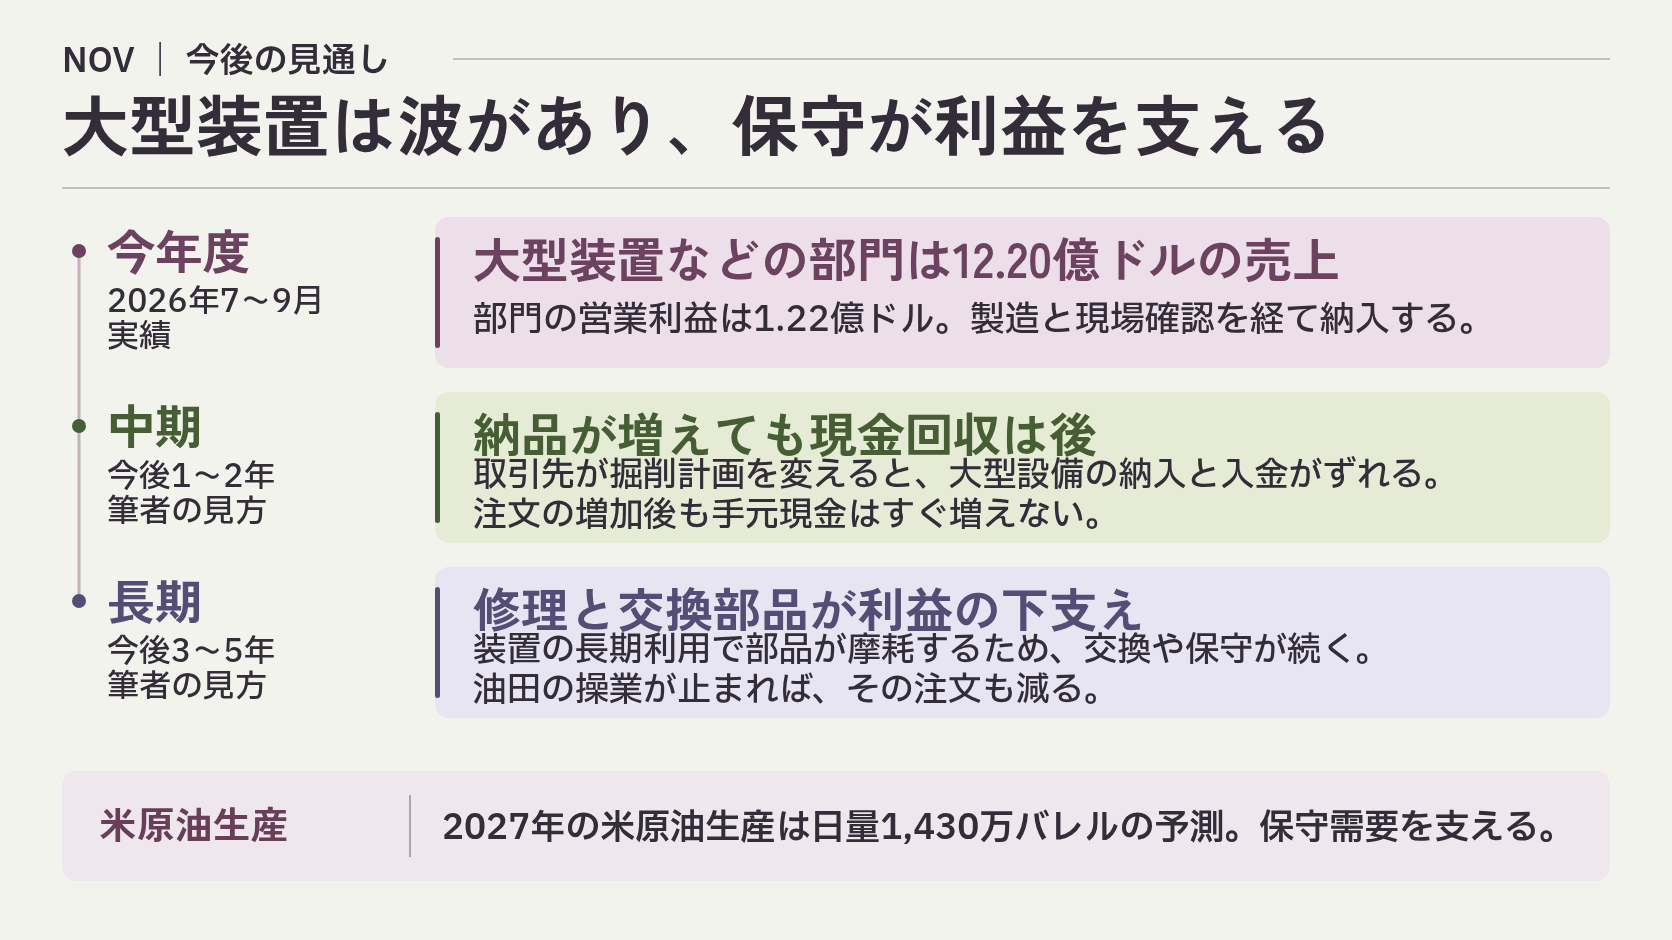 NOV │ 今後の見通し
大型装置は波があり、保守が利益を支える
今年度
2026年7～9月
実績
大型装置などの部門は12.20億ドルの売上
部門の営業利益は1.22億ドル。製造と現場確認を経て納入する。
中期
今後1～2年
筆者の見方
納品が増えても現金回収は後
取引先が掘削計画を変えると、大型設備の納入と入金がずれる。
注文の増加後も手元現金はすぐ増えない。
長期
今後3～5年
筆者の見方
修理と交換部品が利益の下支え
装置の長期利用で部品が摩耗するため、交換や保守が続く。
油田の操業が止まれば、その注文も減る。
米原油生産
2027年の米原油生産は日量1,430万バレルの予測。保守需要を支える。